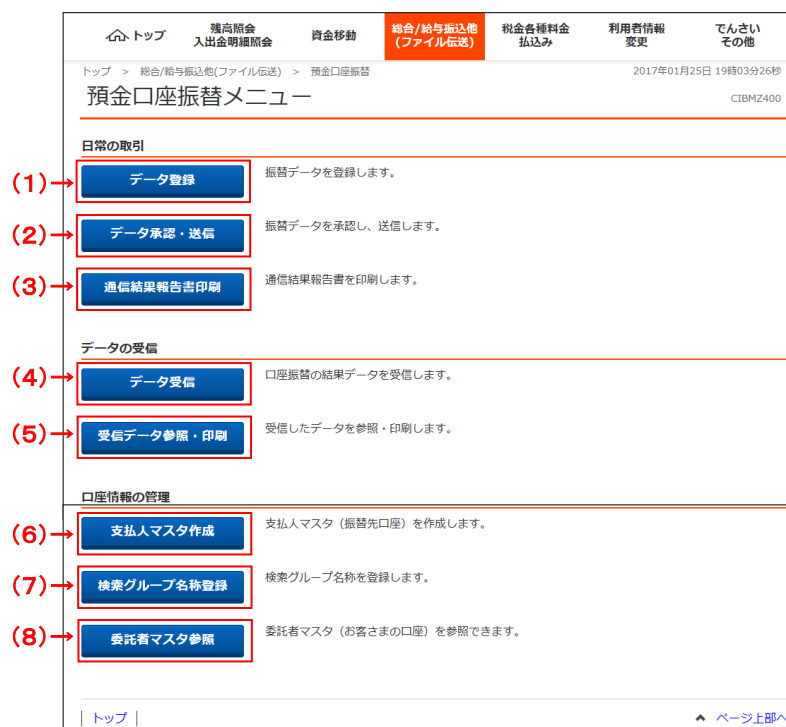 トップ
残高照会
入出金明細照会
資金移動
総合/給与振込他
(ファイル伝送)
税金各種料金
払込み
利用者情報
変更
でんさい
その他
トップ > 総合/給与振込他(ファイル伝送) > 預金口座振替
2017年01月25日 19時03分26秒
預金口座振替メニュー
CIBMZ400
日常の取引
(1) データ登録 振替データを登録します。
(2) データ承認・送信 振替データを承認し、送信します。
(3) 通信結果報告書印刷 通信結果報告書を印刷します。
データの受信
(4) データ受信 口座振替の結果データを受信します。
(5) 受信データ参照・印刷 受信したデータを参照・印刷します。
口座情報の管理
(6) 支払人マスタ作成 支払人マスタ（振替先口座）を作成します。
(7) 検索グループ名称登録 検索グループ名称を登録します。
(8) 委託者マスタ参照 委託者マスタ（お客さまの口座）を参照できます。
トップ
ページ上部へ